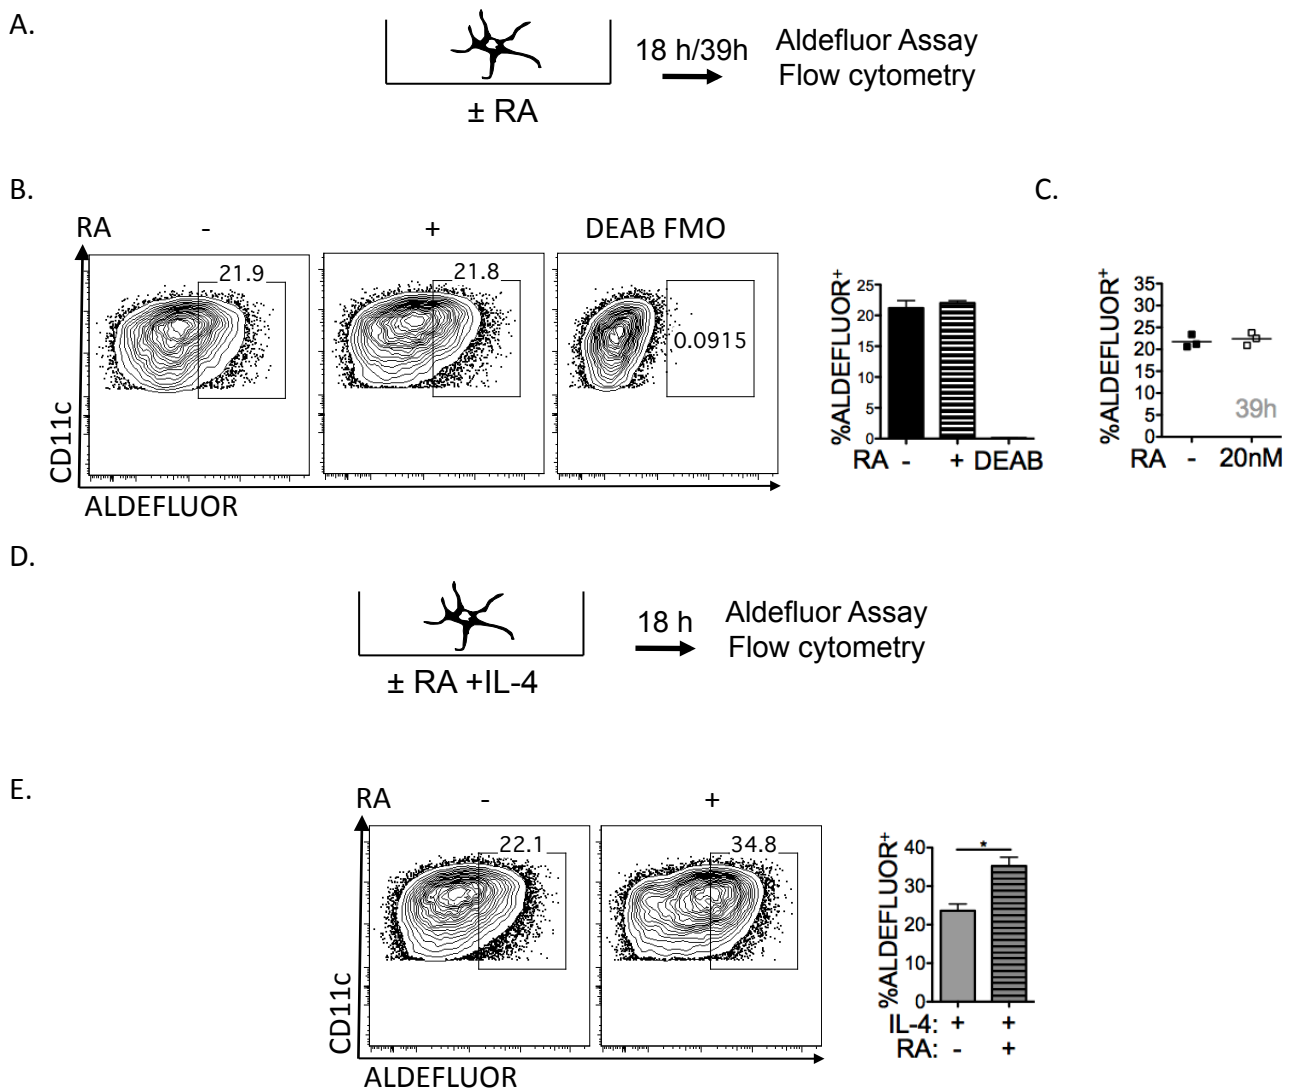 A.
18 h/39h
Aldefluor Assay
Flow cytometry
± RA
B.
C.
RA - + DEAB FMO
21.9
21.8
0.0915
CD11c
ALDEFLUOR
%ALDEFLUOR+
25
20
15
10
5
0
RA - + DEAB
%ALDEFLUOR+
35
30
25
20
15
10
5
0
39h
RA - 20nM
D.
18 h
Aldefluor Assay
Flow cytometry
± RA +IL-4
E.
RA - +
22.1
34.8
CD11c
ALDEFLUOR
%ALDEFLUOR+
40
30
20
10
0
*
IL-4: + +
RA: - +